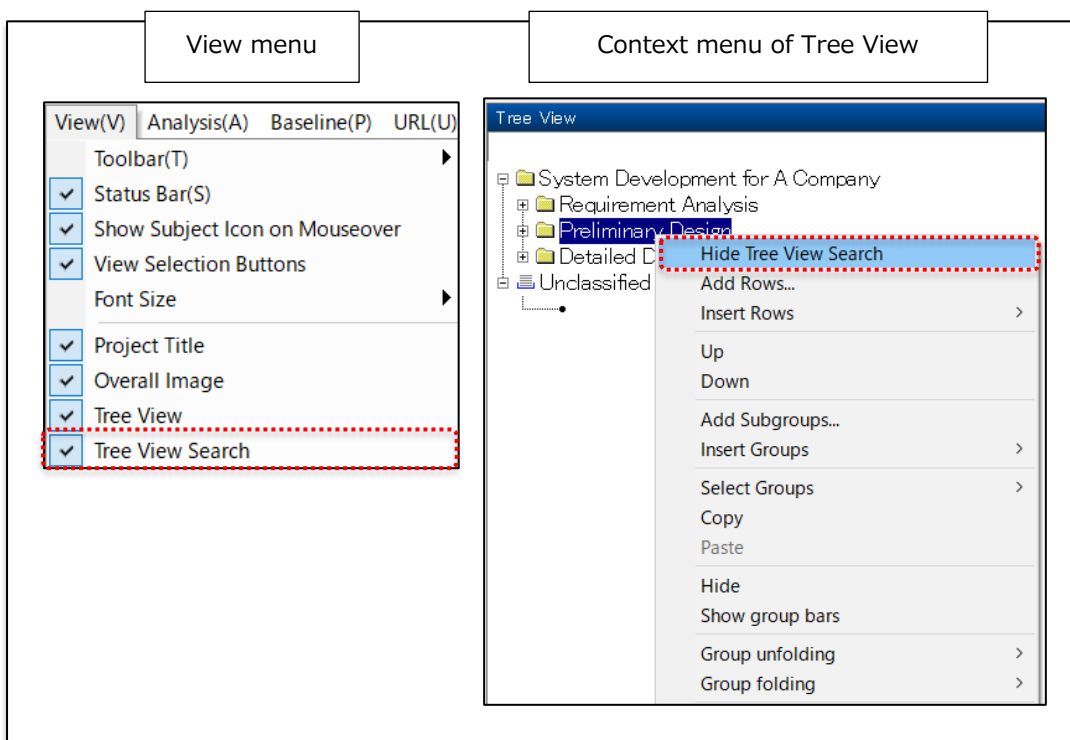 View menu
Context menu of Tree View
View(V) Analysis(A) Baseline(P) URL(U)
Toolbar(T)
Status Bar(S)
Show Subject Icon on Mouseover
View Selection Buttons
Font Size
Project Title
Overall Image
Tree View
Tree View Search
Tree View
System Development for A Company
Requirement Analysis
Preliminary Design
Detailed D
Unclassified
Hide Tree View Search
Add Rows...
Insert Rows
Up
Down
Add Subgroups...
Insert Groups
Select Groups
Copy
Paste
Hide
Show group bars
Group unfolding
Group folding